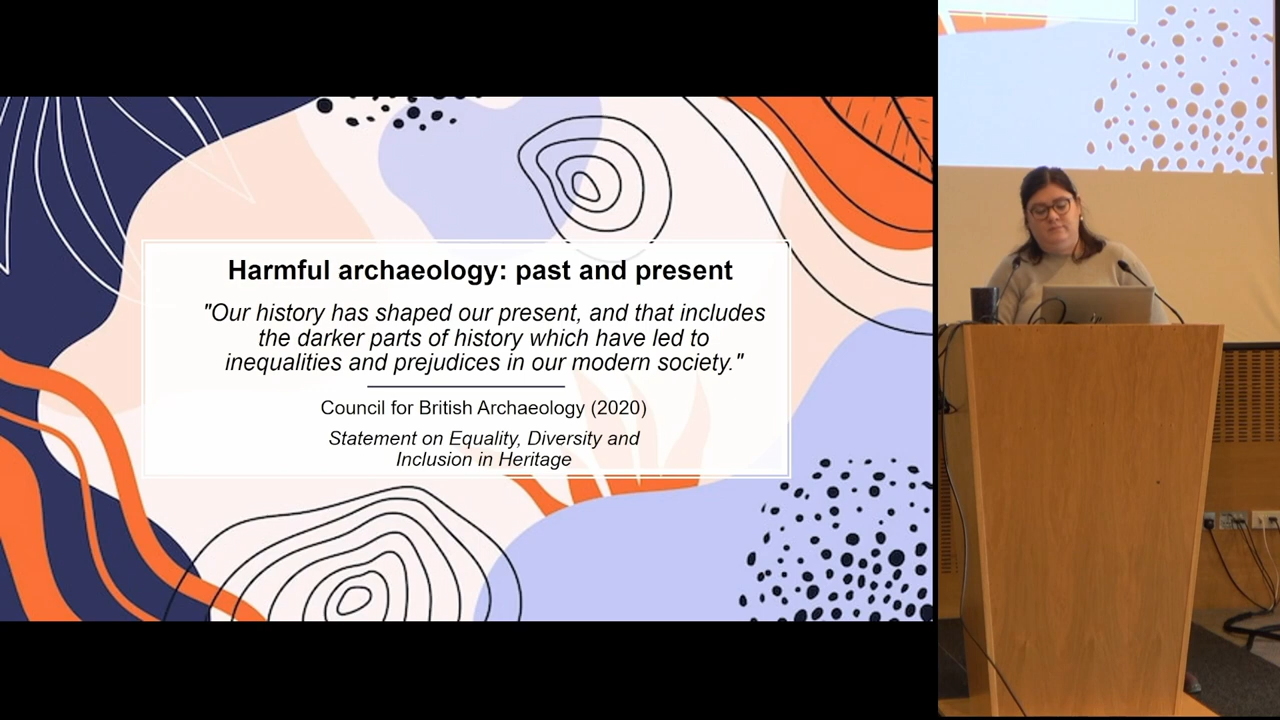 Harmful archaeology: past and present
"Our history has shaped our present, and that includes
the darker parts of history which have led to
inequalities and prejudices in our modern society."
Council for British Archaeology (2020)
Statement on Equality, Diversity and
Inclusion in Heritage